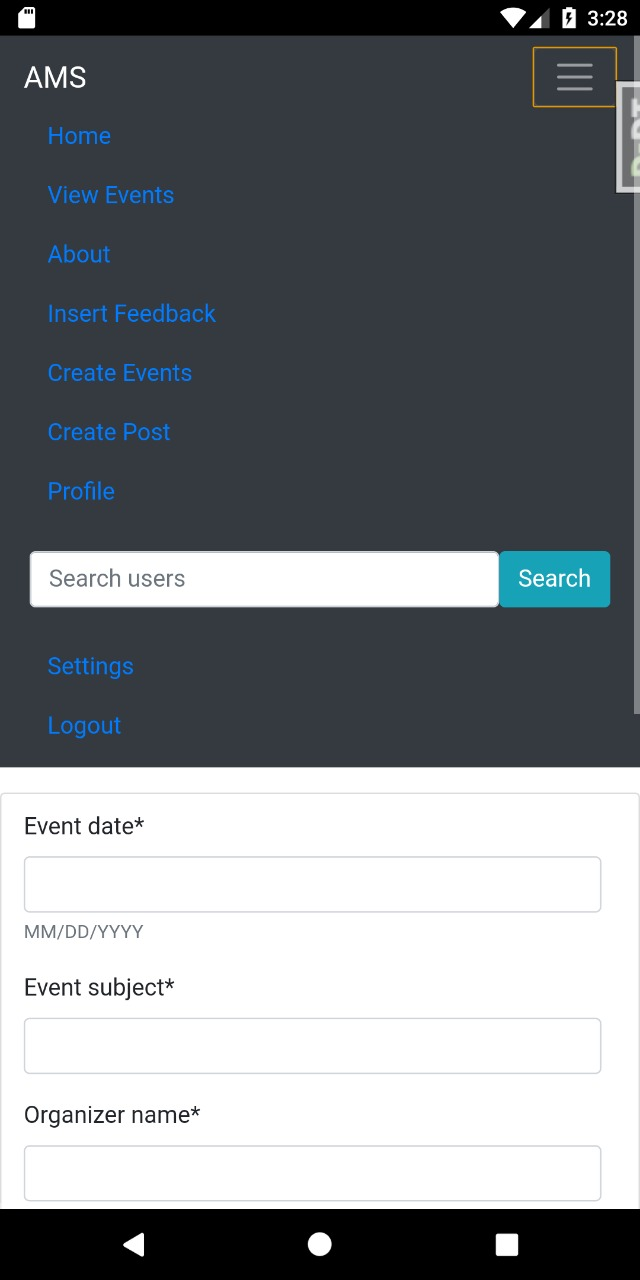 3:28
AMS
Home
View Events
About
Insert Feedback
Create Events
Create Post
Profile
Search users
Search
Settings
Logout
Event date*
MM/DD/YYYY
Event subject*
Organizer name*